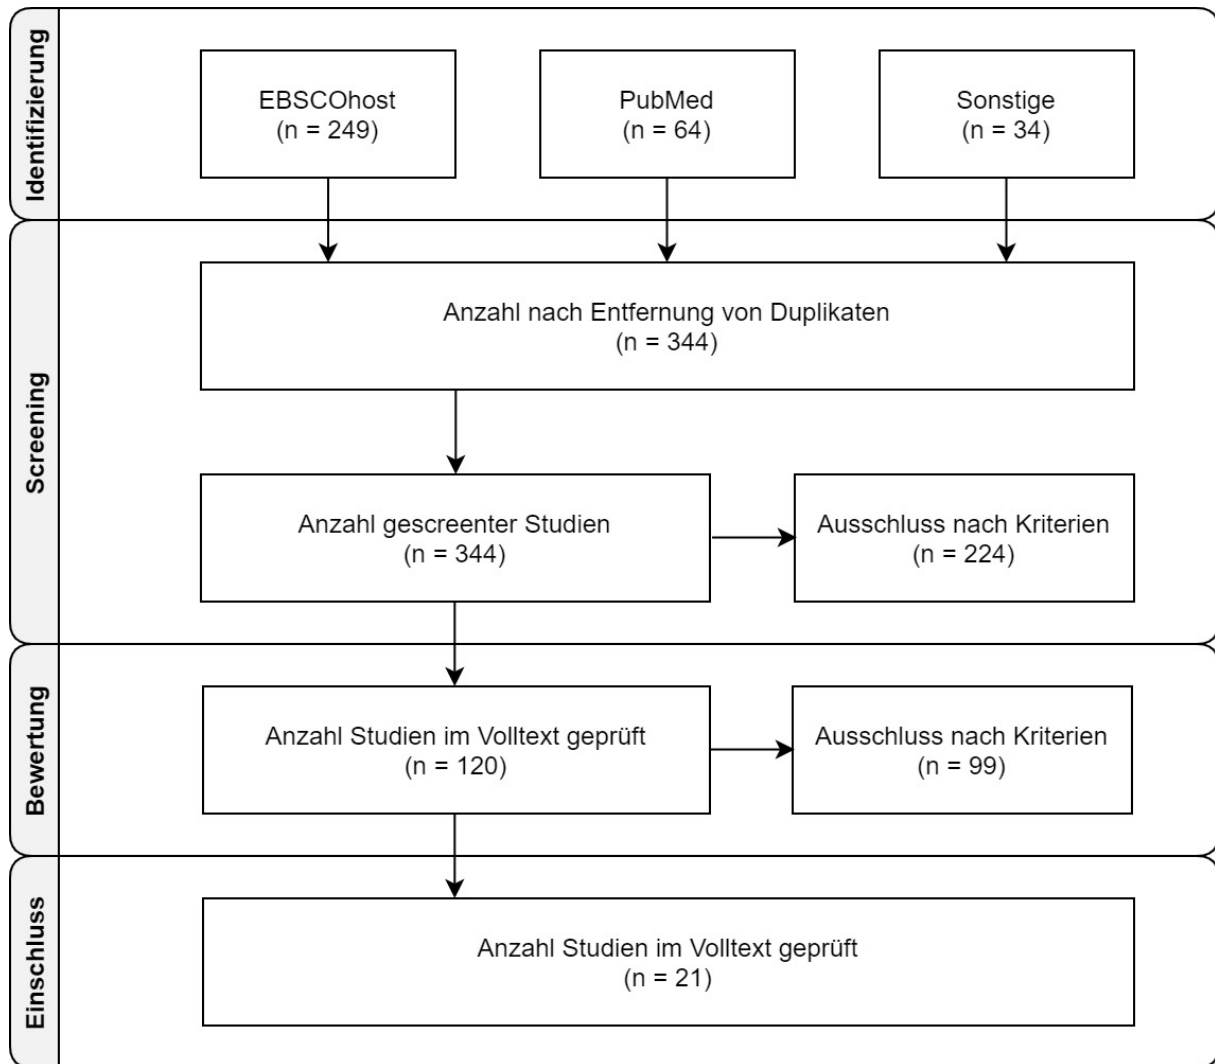 Identifizierung
EBSCOhost
(n = 249)
PubMed
(n = 64)
Sonstige
(n = 34)
Screening
Anzahl nach Entfernung von Duplikaten
(n = 344)
Anzahl gescreenter Studien
(n = 344)
Ausschluss nach Kriterien
(n = 224)
Bewertung
Anzahl Studien im Volltext geprüft
(n = 120)
Ausschluss nach Kriterien
(n = 99)
Einschluss
Anzahl Studien im Volltext geprüft
(n = 21)